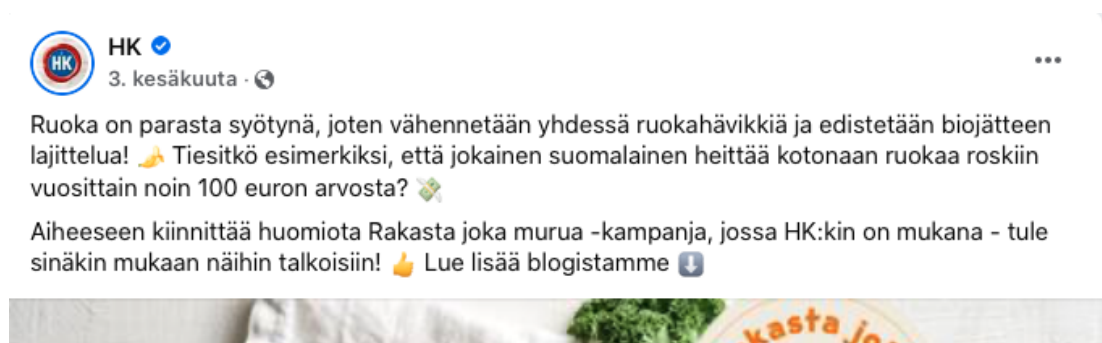 HK
HK
3. kesäkuuta ·
Ruoka on parasta syötynä, joten vähennetään yhdessä ruokahävikkiä ja edistetään biojätteen
lajittelua! 🍌 Tiesitkö esimerkiksi, että jokainen suomalainen heittää kotonaan ruokaa roskiin
vuosittain noin 100 euron arvosta? 💸
Aiheeseen kiinnittää huomiota Rakasta joka murua -kampanja, jossa HK:kin on mukana - tule
sinäkin mukaan näihin talkoisiin! 👍 Lue lisää blogistamme ⬇️